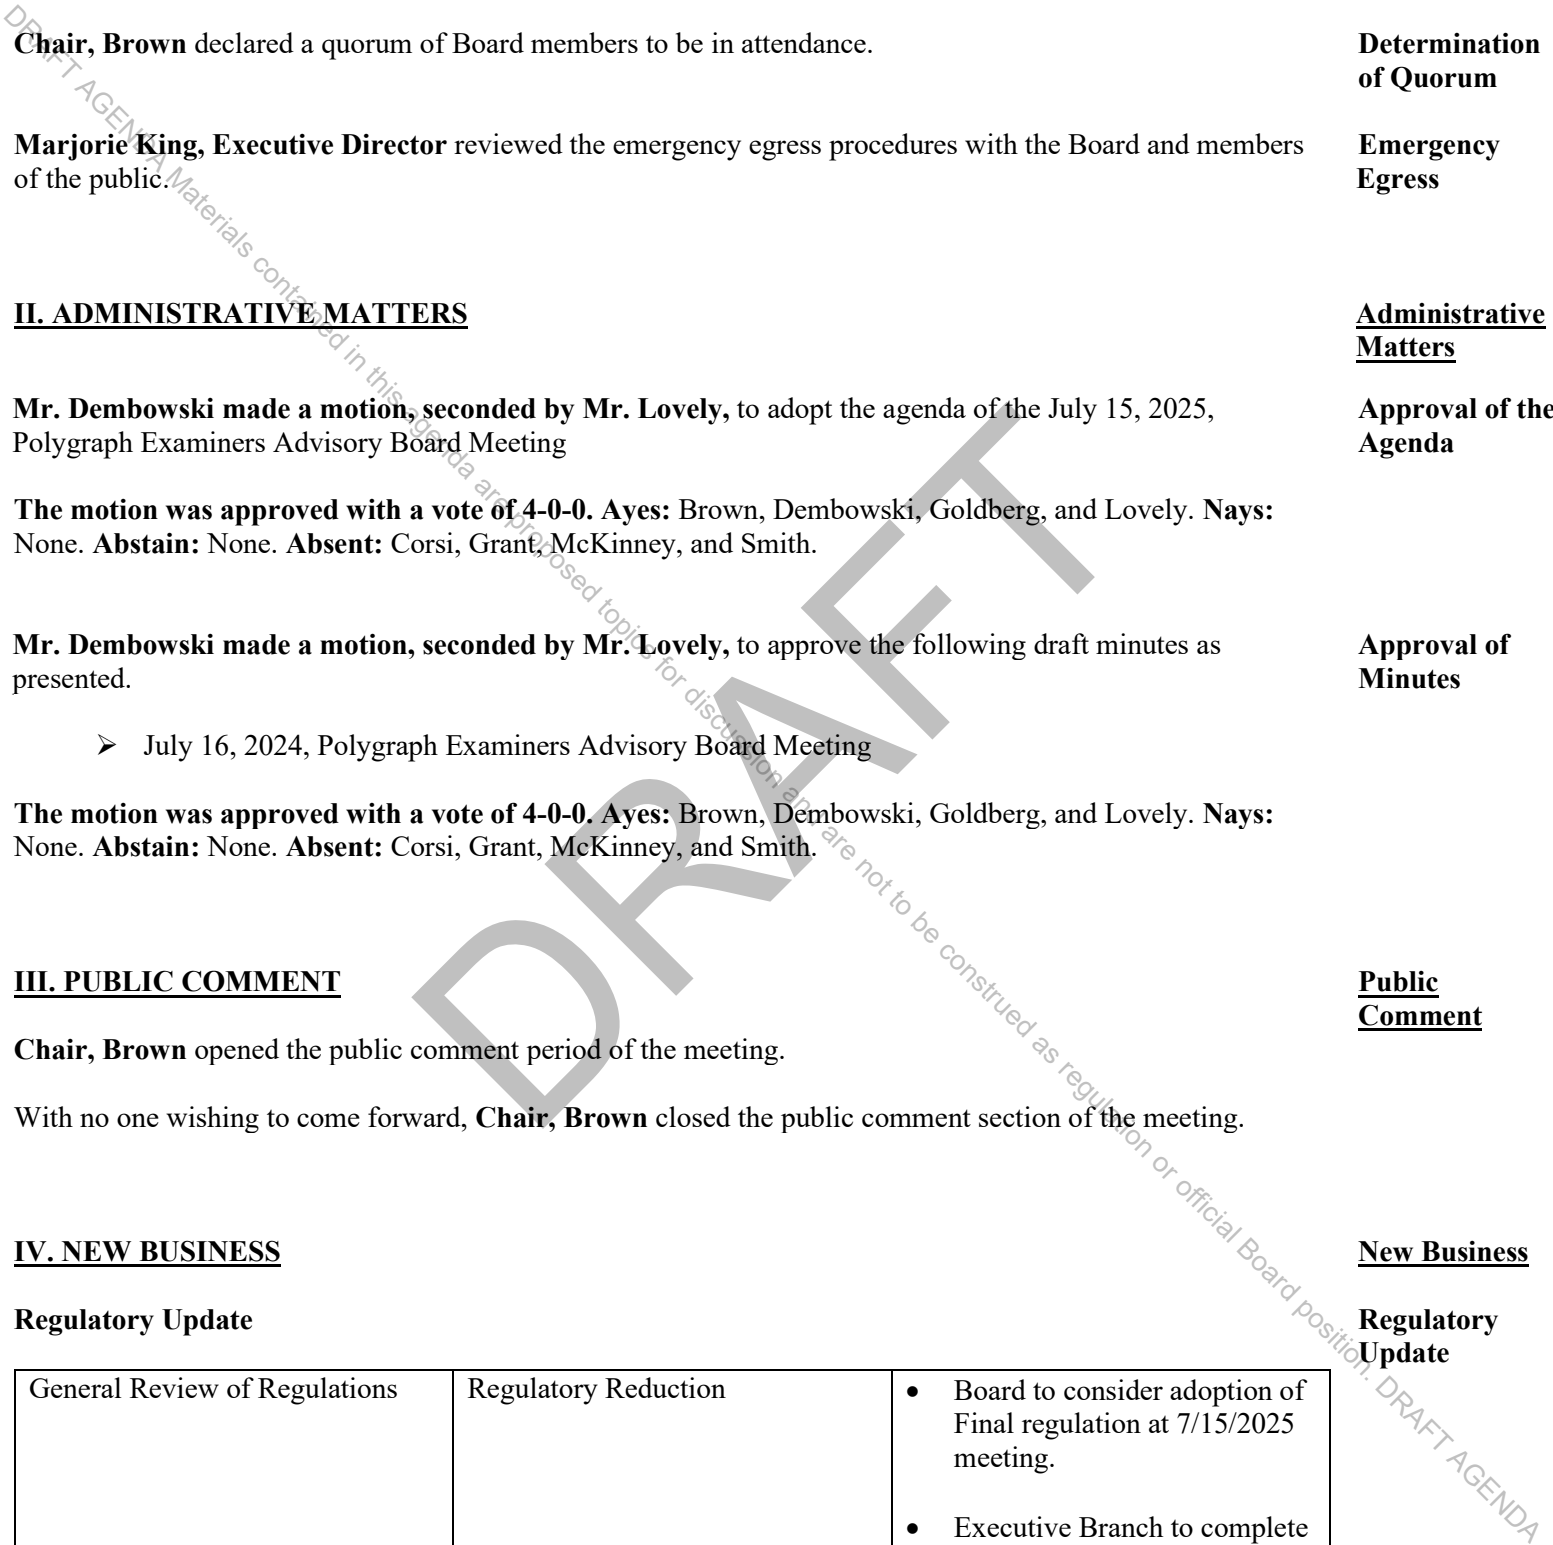 Chair, Brown declared a quorum of Board members to be in attendance.
Determination
of Quorum
Marjorie King, Executive Director reviewed the emergency egress procedures with the Board and members
of the public.
Emergency
Egress
II. ADMINISTRATIVE MATTERS
Administrative
Matters
Mr. Dembowski made a motion, seconded by Mr. Lovely, to adopt the agenda of the July 15, 2025,
Polygraph Examiners Advisory Board Meeting
Approval of the
Agenda
The motion was approved with a vote of 4-0-0. Ayes: Brown, Dembowski, Goldberg, and Lovely. Nays:
None. Abstain: None. Absent: Corsi, Grant, McKinney, and Smith.
Mr. Dembowski made a motion, seconded by Mr. Lovely, to approve the following draft minutes as
presented.
Approval of
Minutes
➢ July 16, 2024, Polygraph Examiners Advisory Board Meeting
The motion was approved with a vote of 4-0-0. Ayes: Brown, Dembowski, Goldberg, and Lovely. Nays:
None. Abstain: None. Absent: Corsi, Grant, McKinney, and Smith.
III. PUBLIC COMMENT
Public
Comment
Chair, Brown opened the public comment period of the meeting.
With no one wishing to come forward, Chair, Brown closed the public comment section of the meeting.
IV. NEW BUSINESS
New Business
Regulatory Update
Regulatory
Update
General Review of Regulations
Regulatory Reduction
• Board to consider adoption of
Final regulation at 7/15/2025
meeting.
• Executive Branch to complete
DRAFT
DRAFT AGENDA Materials contained in this agenda are proposed topics for discussion and are not to be construed as regulation or official Board position. DRAFT AGENDA